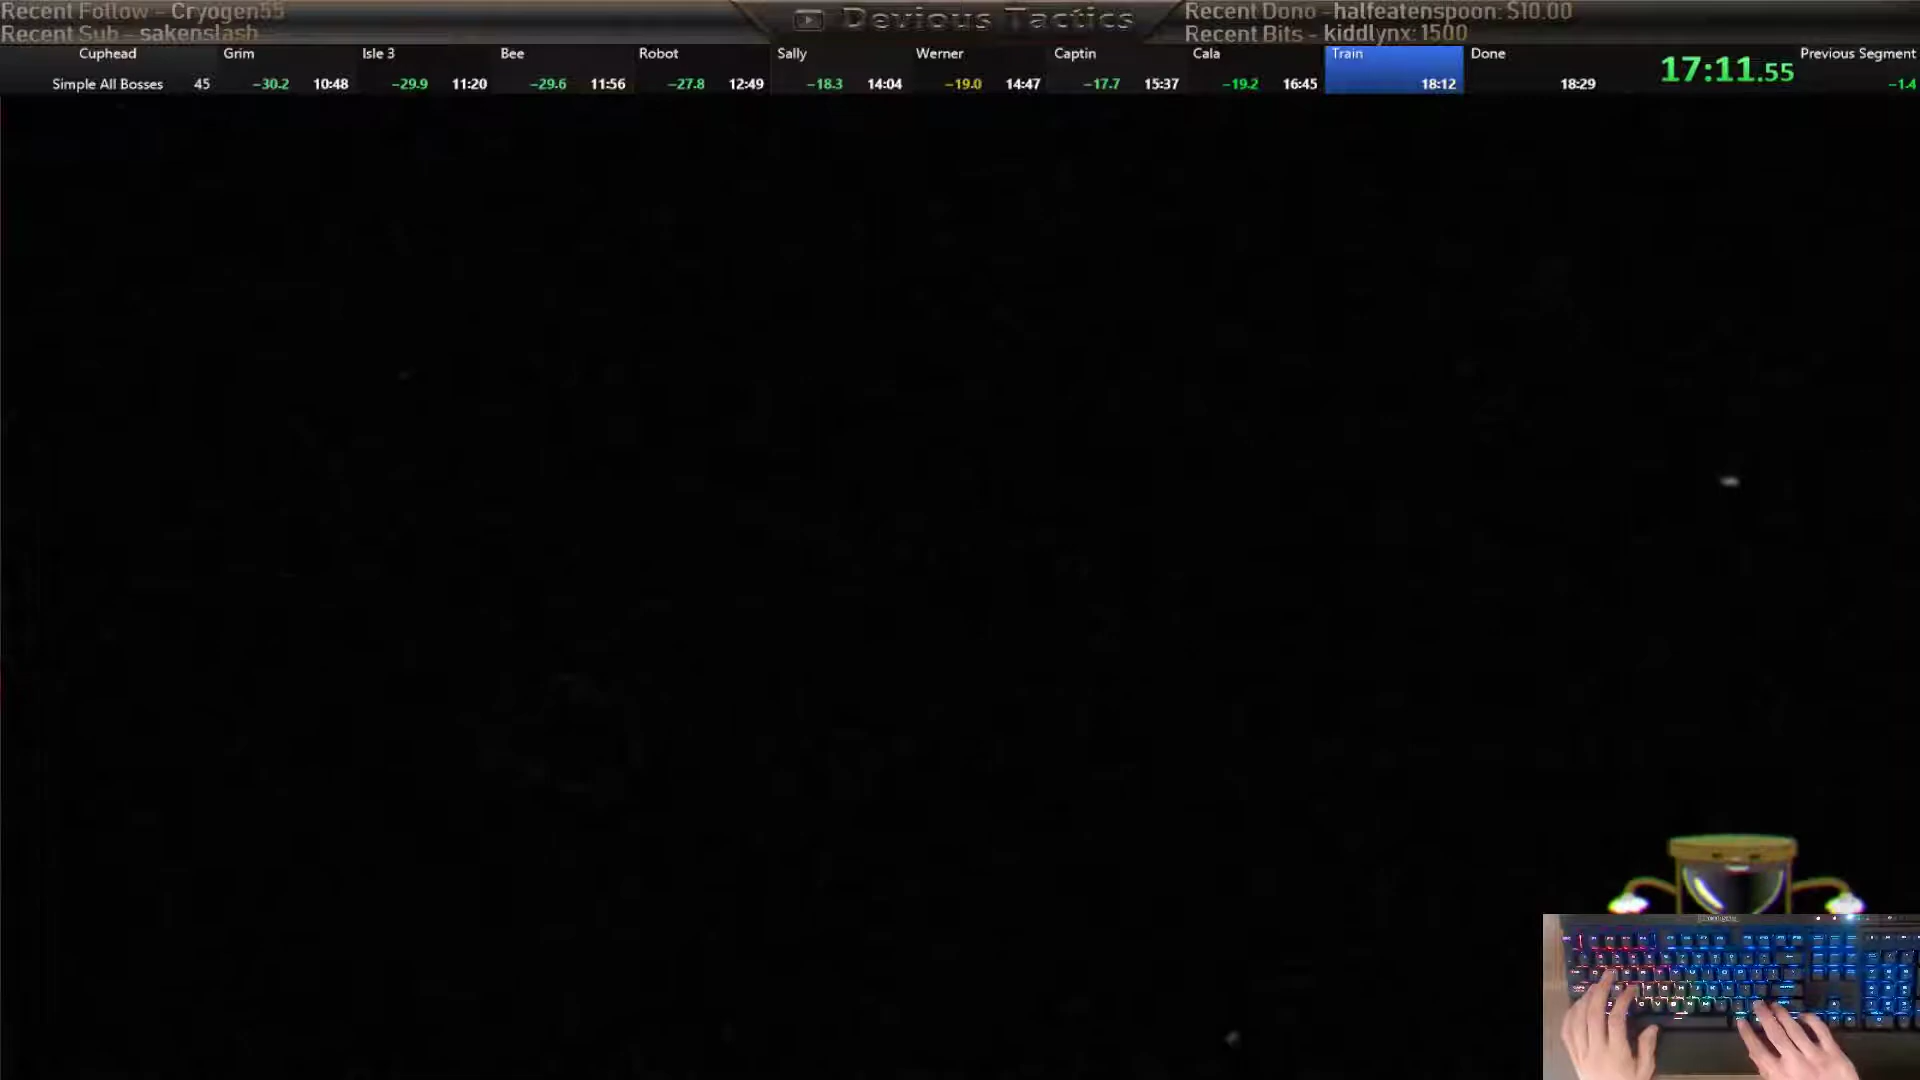 Recent Follow - Cryogen55
Recent Sub - sakenslash
Devious Tactics
Recent Dono - halfeatenspoon: $10.00
Recent Bits - kiddlynx: 1500
Cuphead
Simple All Bosses 45
Grim
-30.2 10:48
Isle 3
-29.9 11:20
Bee
-29.6 11:56
Robot
-27.8 12:49
Sally
-18.3 14:04
Werner
-19.0 14:47
Captin
-17.7 15:37
Cala
-19.2 16:45
Train
18:12
Done
18:29
17:11.55
Previous Segment
-1.4